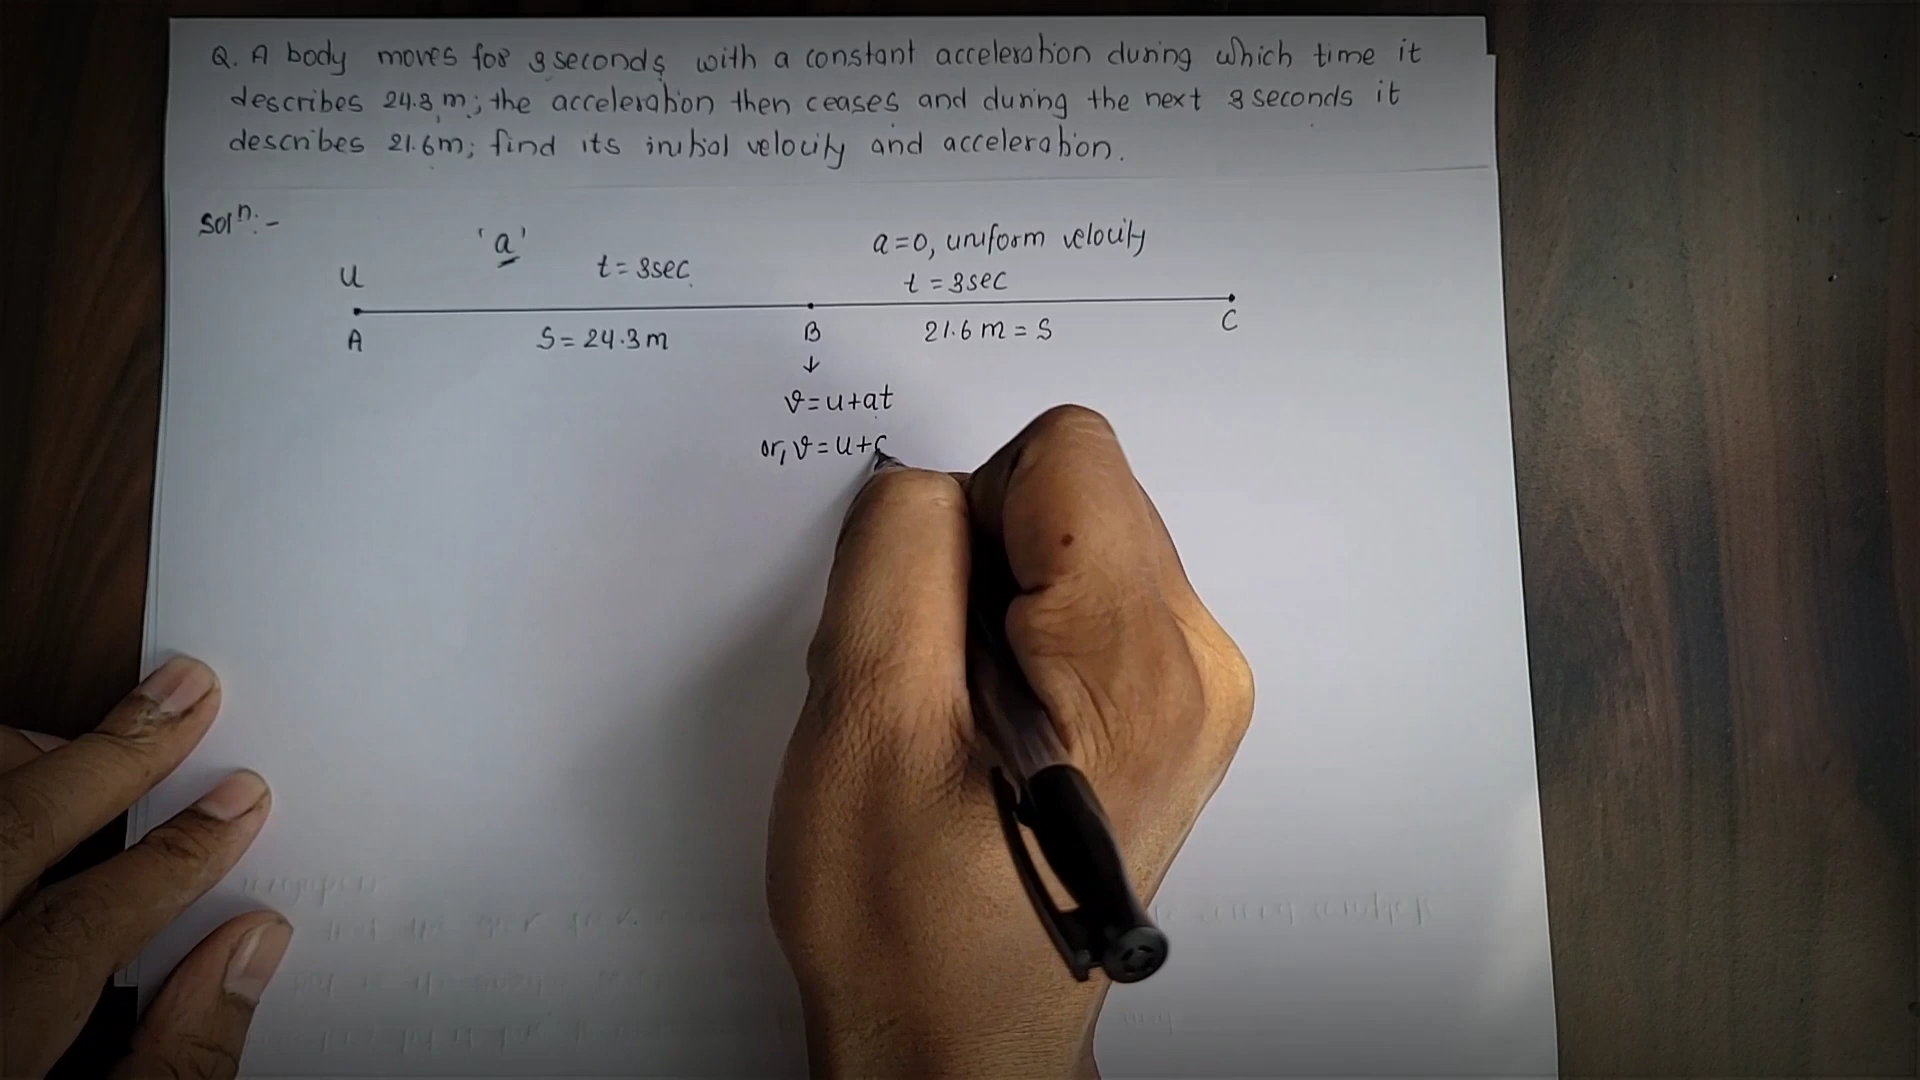 Q. A body moves for 3 seconds with a constant acceleration during which time it
describes 24.3 m; the acceleration then ceases and during the next 3 seconds it
describes 21.6m; find its initial velocity and acceleration.
Solⁿ:-
'a'
a=0, uniform velocity
u
t = 3sec
t = 3sec
A
S = 24.3m
B
21.6 m = S
C
↓
v=u+at
or, v = u+